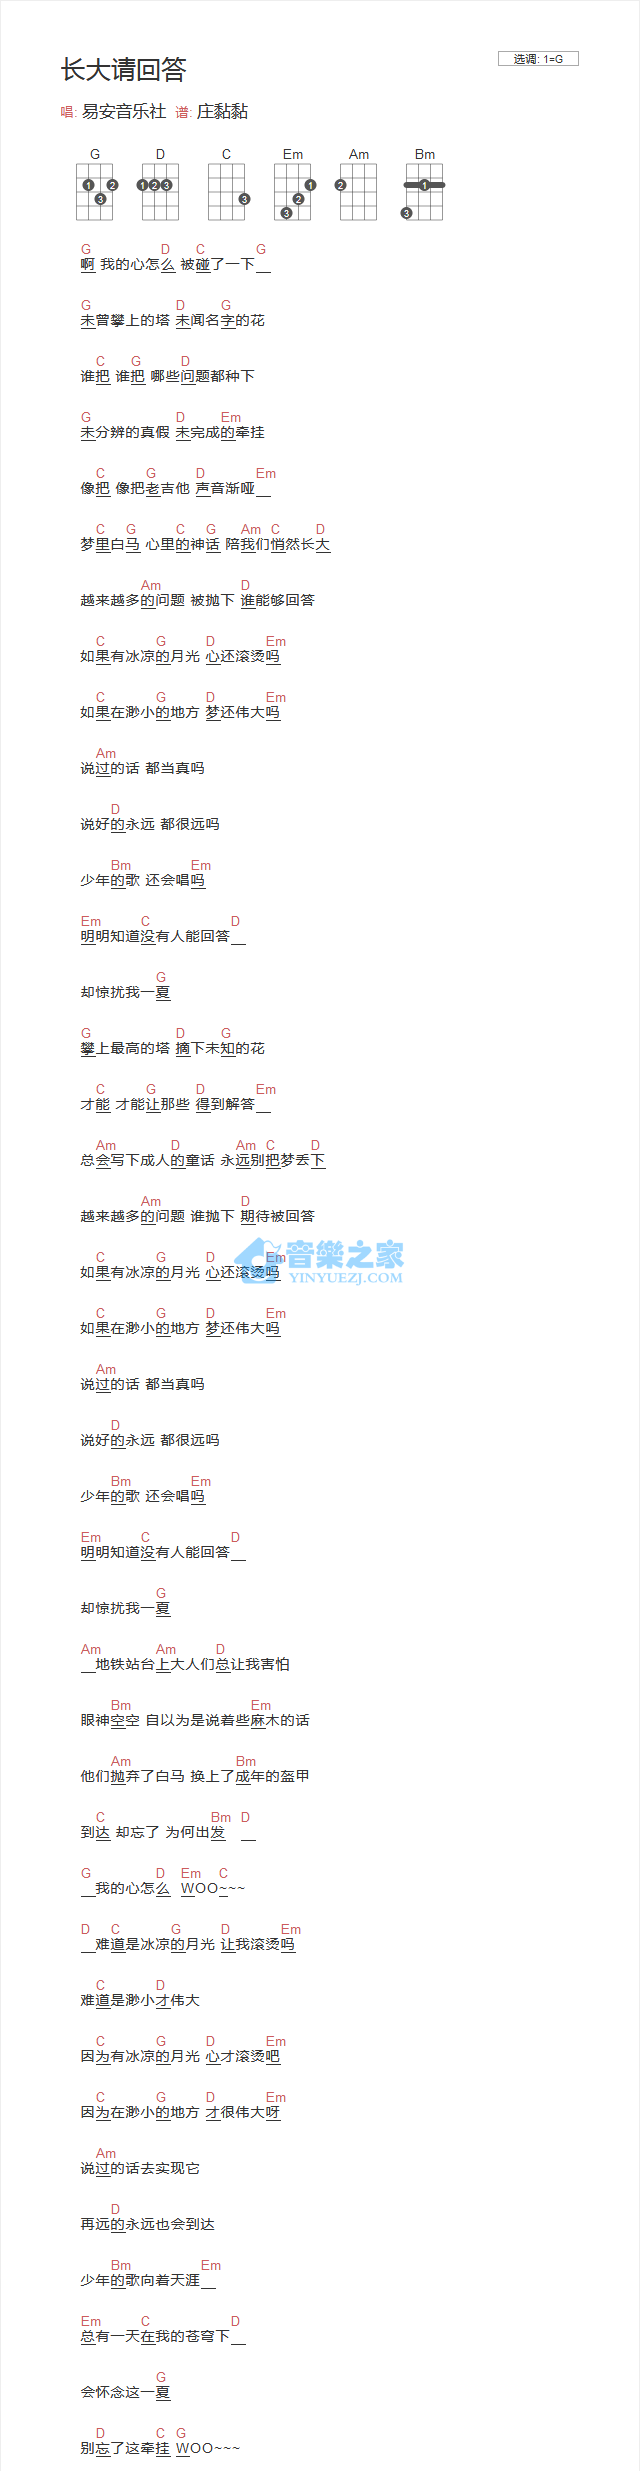 长大请回答
选调: 1=G
唱: 易安音乐社 谱: 庄黏黏
G D C Em Am Bm
1 2 3 1 2 3 3 1 2 3 2 1 3
G D C G
啊 我的心怎么 被碰了一下
G D G
未曾攀上的塔 未闻名字的花
C G D
谁把 谁把 哪些问题都种下
G D Em
未分辨的真假 未完成的牵挂
C G D Em
像把 像把老吉他 声音渐哑
C G C G Am C D
梦里白马 心里的神话 陪我们悄然长大
Am D
越来越多的问题 被抛下 谁能够回答
C G D Em
如果有冰凉的月光 心还滚烫吗
C G D Em
如果在渺小的地方 梦还伟大吗
Am
说过的话 都当真吗
D
说好的永远 都很远吗
Bm Em
少年的歌 还会唱吗
Em C D
明明知道没有人能回答
G
却惊扰我一夏
G D G
攀上最高的塔 摘下未知的花
C G D Em
才能 才能让那些 得到解答
Am D Am C D
总会写下成人的童话 永远别把梦丢下
Am D
越来越多的问题 谁抛下 期待被回答
C G D Em
如果有冰凉的月光 心还滚烫吗
音樂之家
YINYUEZJ.COM
C G D Em
如果在渺小的地方 梦还伟大吗
Am
说过的话 都当真吗
D
说好的永远 都很远吗
Bm Em
少年的歌 还会唱吗
Em C D
明明知道没有人能回答
G
却惊扰我一夏
Am Am D
地铁站台上大人们总让我害怕
Bm Em
眼神空空 自以为是说着些麻木的话
Am Bm
他们抛弃了白马 换上了成年的盔甲
C Bm D
到达 却忘了 为何出发
G D Em C
我的心怎么 WOO~~~
D C G D Em
难道是冰凉的月光 让我滚烫吗
C D
难道是渺小才伟大
C G D Em
因为有冰凉的月光 心才滚烫吧
C G D Em
因为在渺小的地方 才很伟大呀
Am
说过的话去实现它
D
再远的永远也会到达
Bm Em
少年的歌向着天涯
Em C D
总有一天在我的苍穹下
G
会怀念这一夏
D C G
别忘了这牵挂 WOO~~~